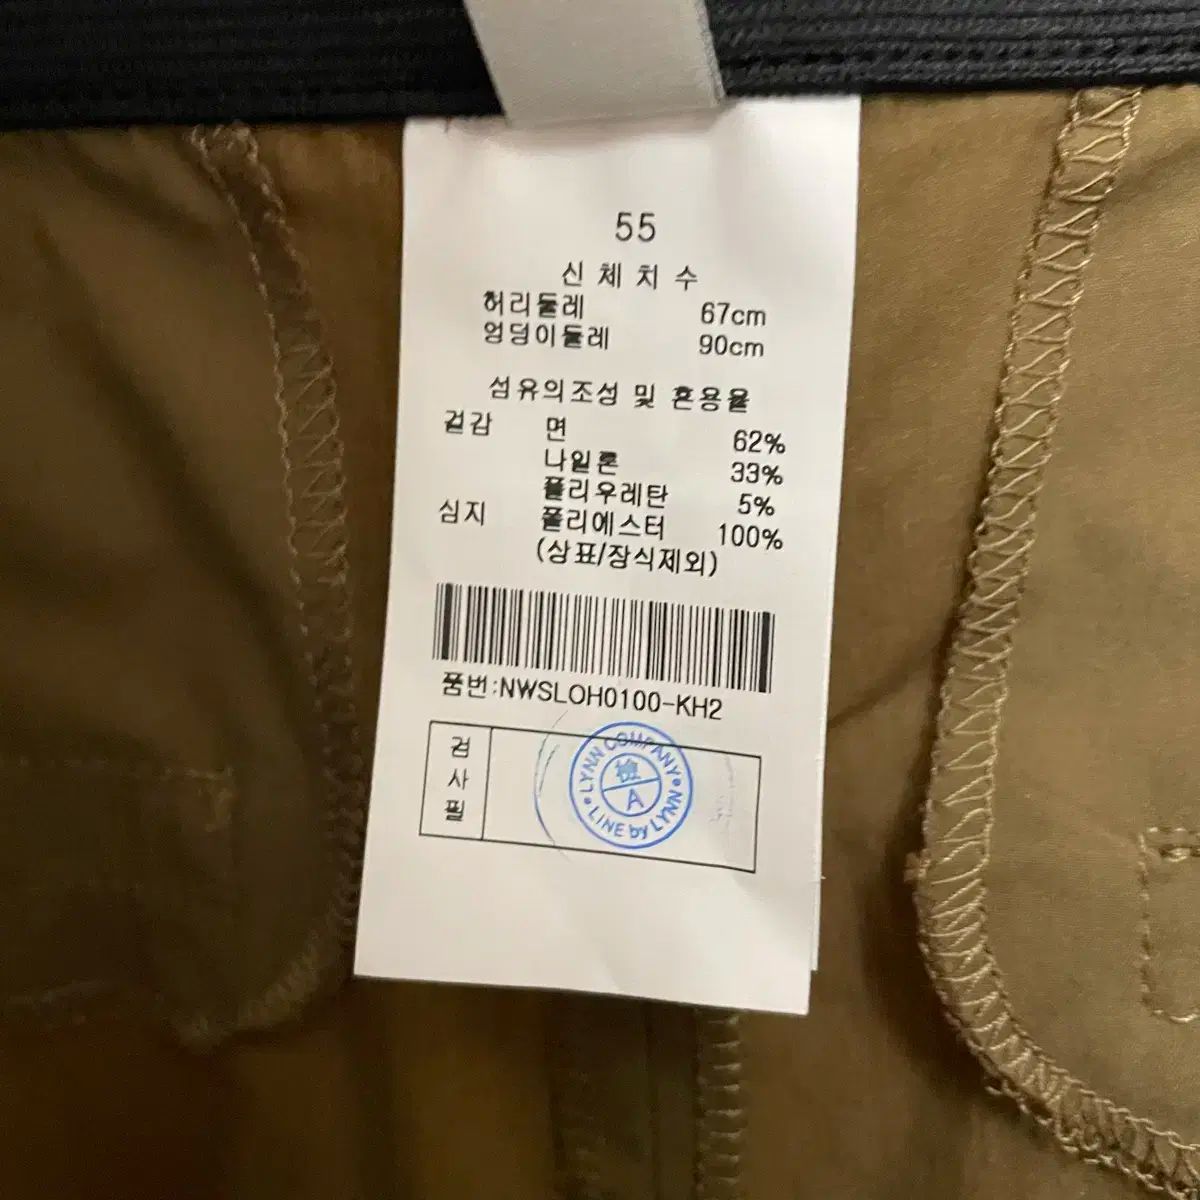 55
신체치수
허리둘레 67cm
엉덩이둘레 90cm
섬유의조성 및 혼용율
겉감 면 62%
나일론 33%
폴리우레탄 5%
심지 폴리에스터 100%
(상표/장식제외)
품번:NWSLOH0100-KH2
검사필
LYNN COMPANY
檢
A
LINE by LYNN